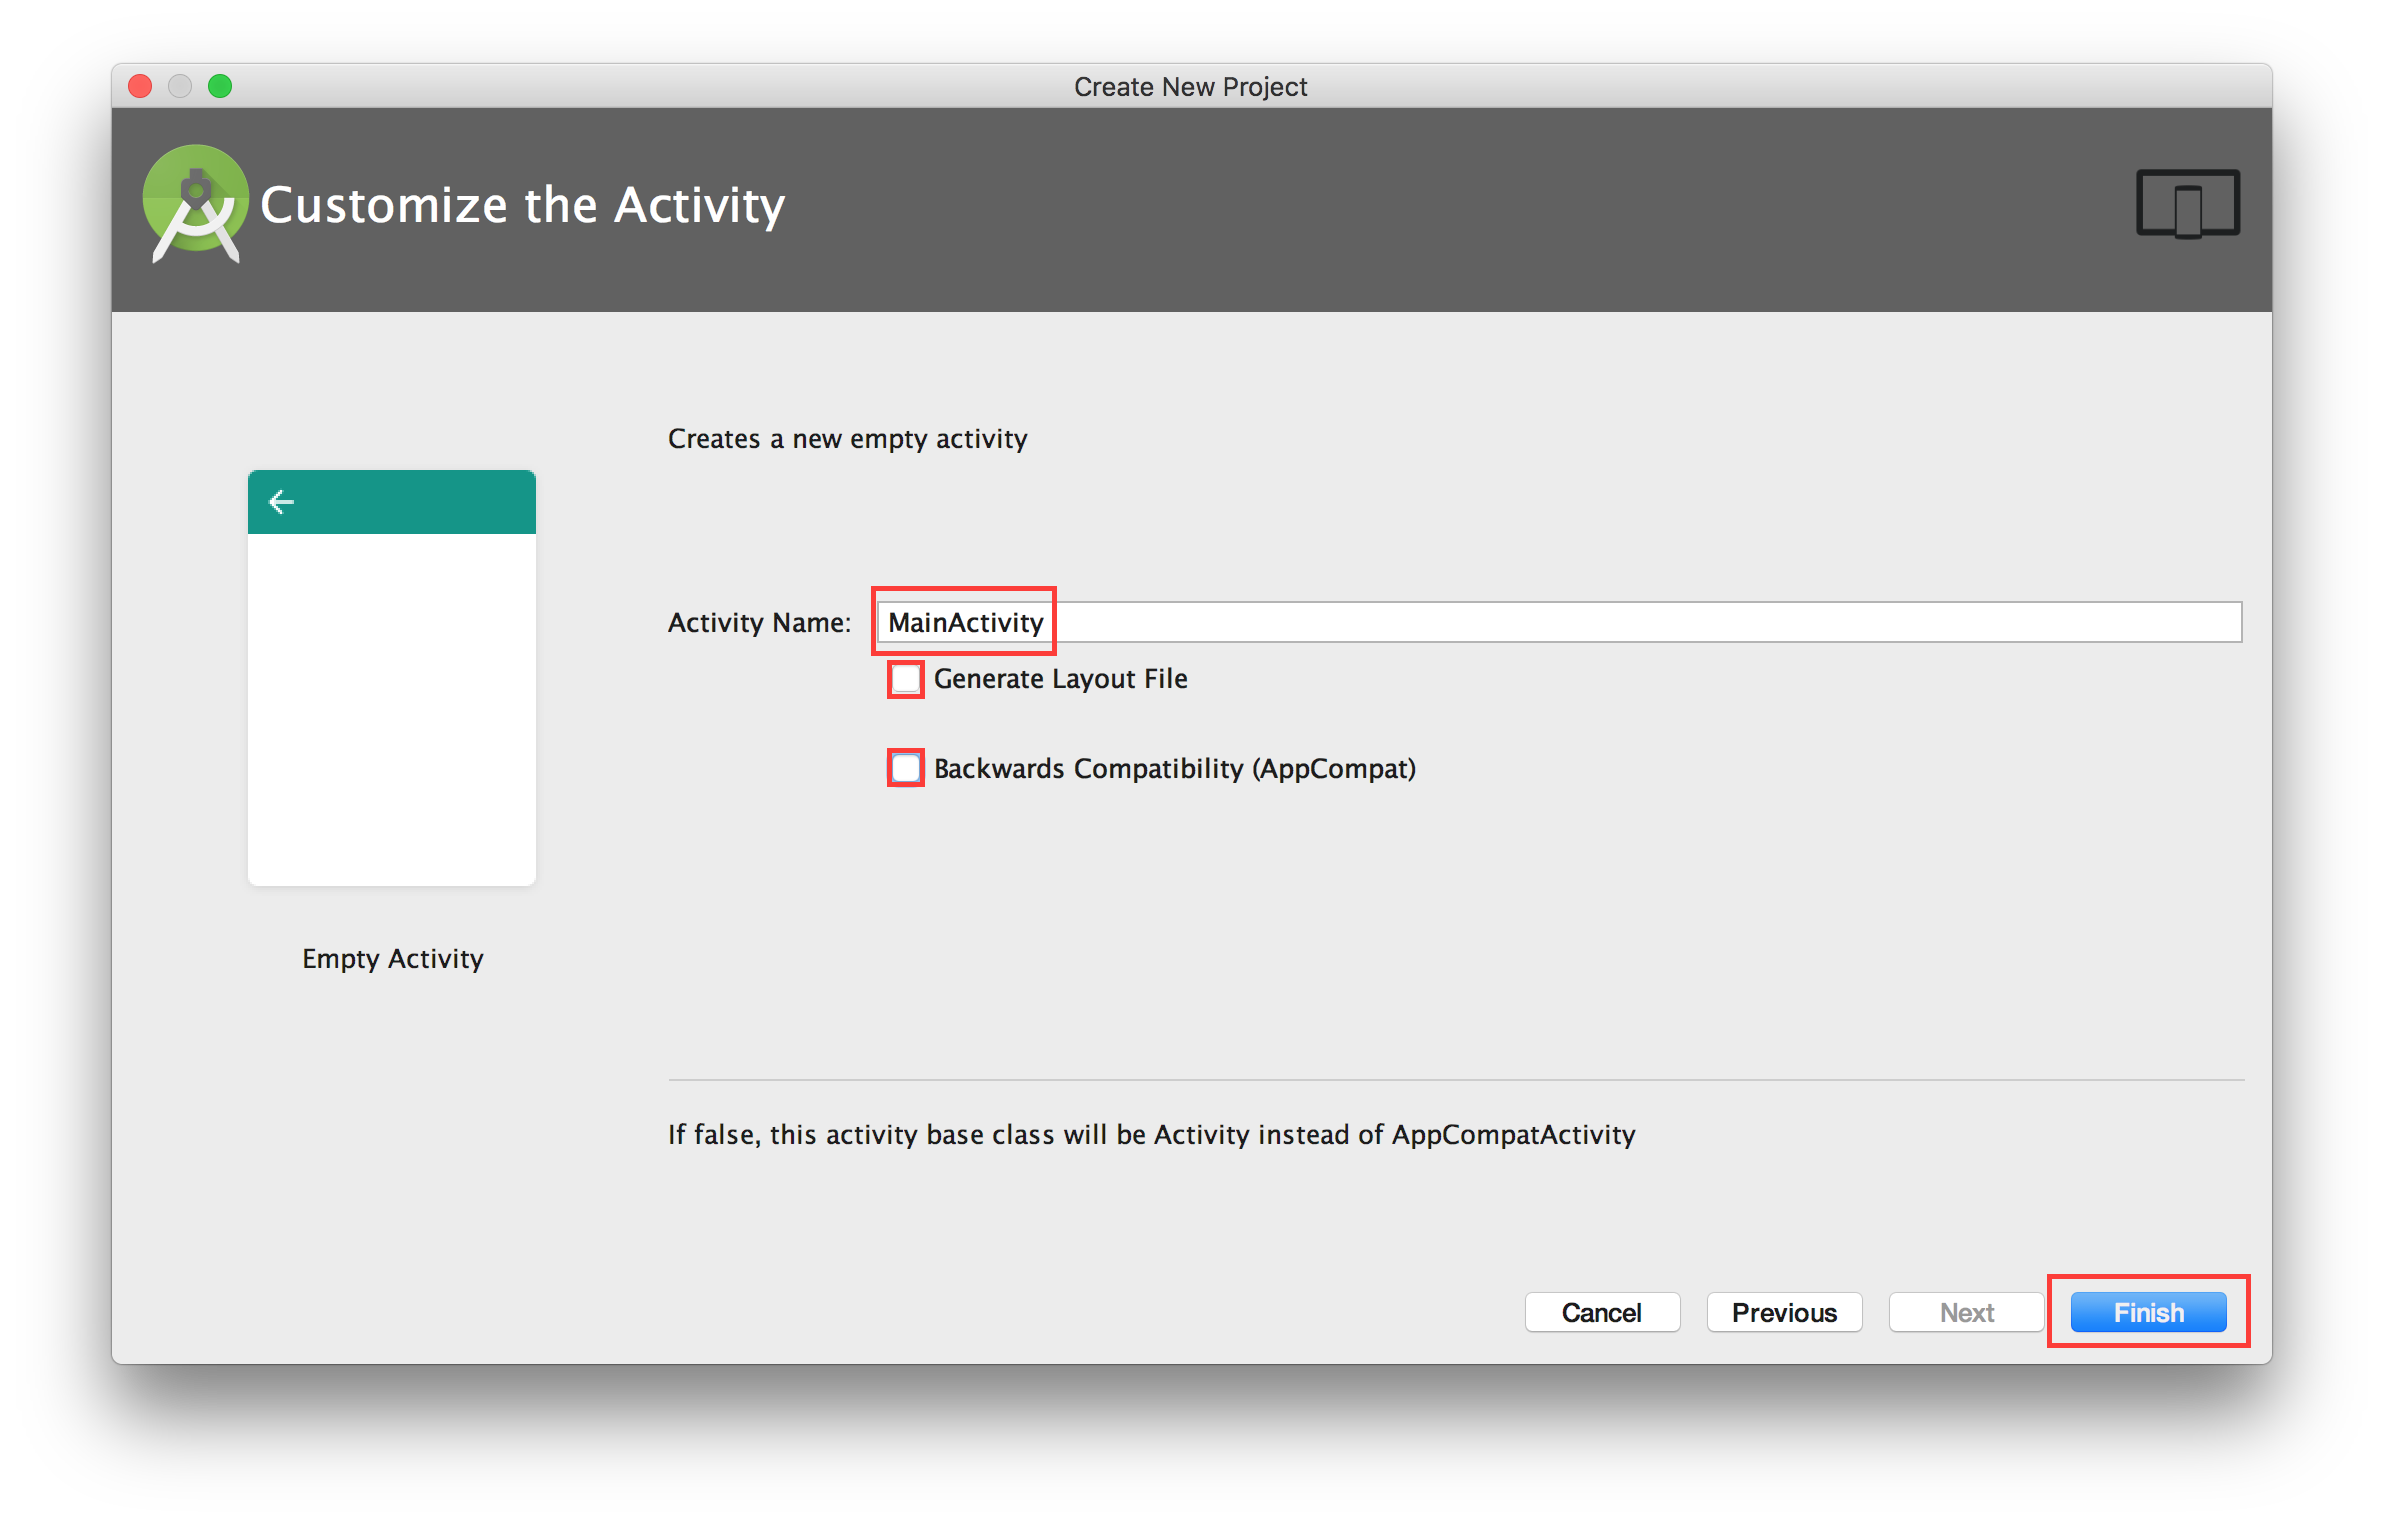 Create New Project
Customize the Activity
Creates a new empty activity
Activity Name: MainActivity
Generate Layout File
Backwards Compatibility (AppCompat)
Empty Activity
If false, this activity base class will be Activity instead of AppCompatActivity
Cancel Previous Next Finish